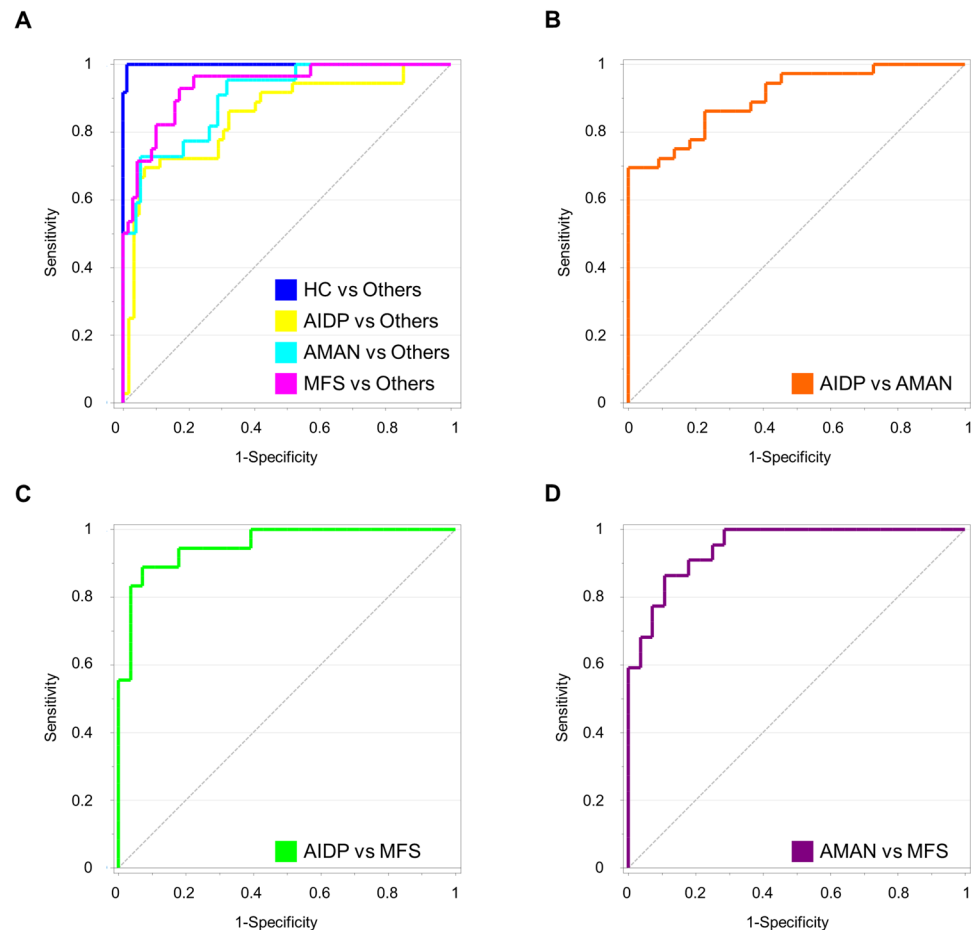 A
1
0.8
0.6
0.4
0.2
0
Sensitivity
HC vs Others
AIDP vs Others
AMAN vs Others
MFS vs Others
0 0.2 0.4 0.6 0.8 1
1-Specificity
B
1
0.8
0.6
0.4
0.2
0
Sensitivity
AIDP vs AMAN
0 0.2 0.4 0.6 0.8 1
1-Specificity
C
1
0.8
0.6
0.4
0.2
0
Sensitivity
AIDP vs MFS
0 0.2 0.4 0.6 0.8 1
1-Specificity
D
1
0.8
0.6
0.4
0.2
0
Sensitivity
AMAN vs MFS
0 0.2 0.4 0.6 0.8 1
1-Specificity